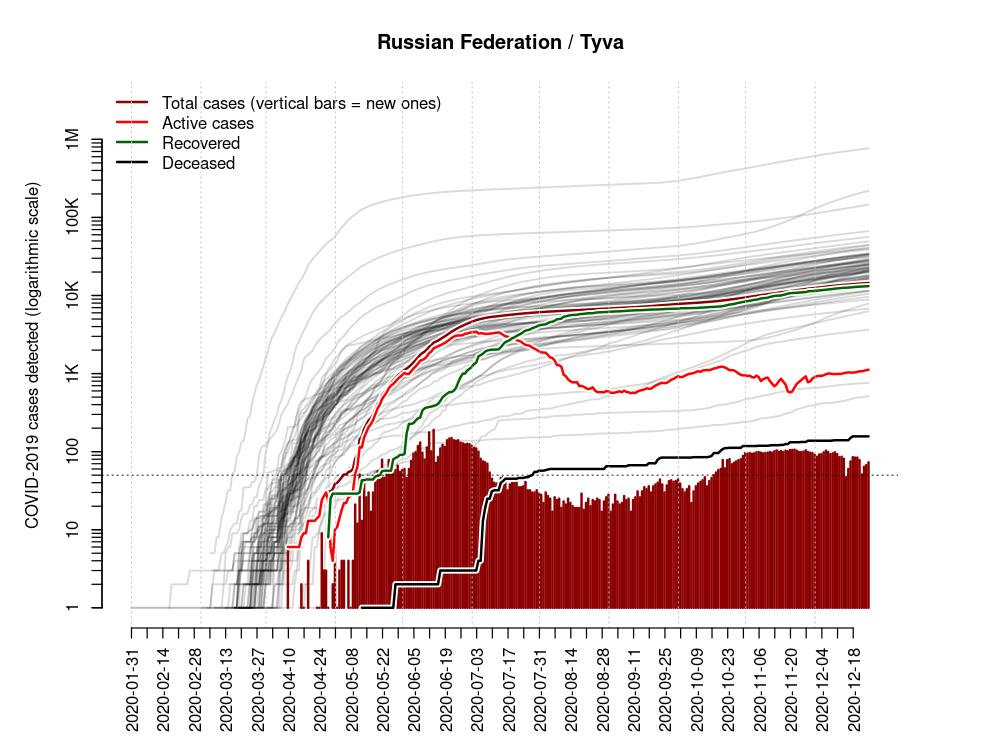 Russian Federation / Tyva
Total cases (vertical bars = new ones)
Active cases
Recovered
Deceased
COVID-2019 cases detected (logarithmic scale)
1M
100K
10K
1K
100
10
1
2020-01-31
2020-02-14
2020-02-28
2020-03-13
2020-03-27
2020-04-10
2020-04-24
2020-05-08
2020-05-22
2020-06-05
2020-06-19
2020-07-03
2020-07-17
2020-07-31
2020-08-14
2020-08-28
2020-09-11
2020-09-25
2020-10-09
2020-10-23
2020-11-06
2020-11-20
2020-12-04
2020-12-18